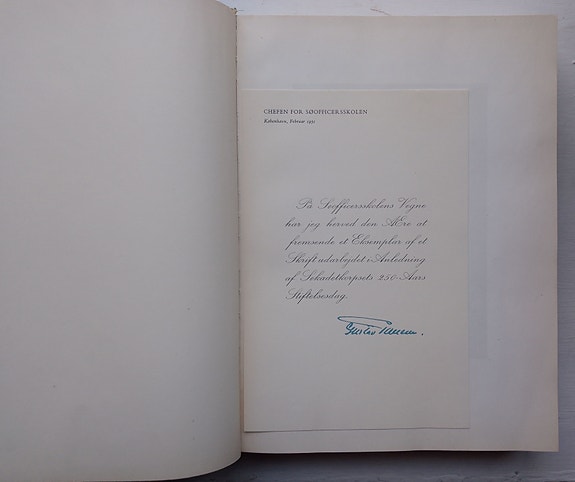 CHEFEN FOR SØOFFICERSSKOLEN
København, Februar 1951
Paa Søofficersskolens Vegne
har jeg herved den Ære at
fremsende et Eksemplar af et
Skrift udarbejdet i Anledning
af Søkadetkorpsets 250-Aars
Stiftelsesdag.
Gustav